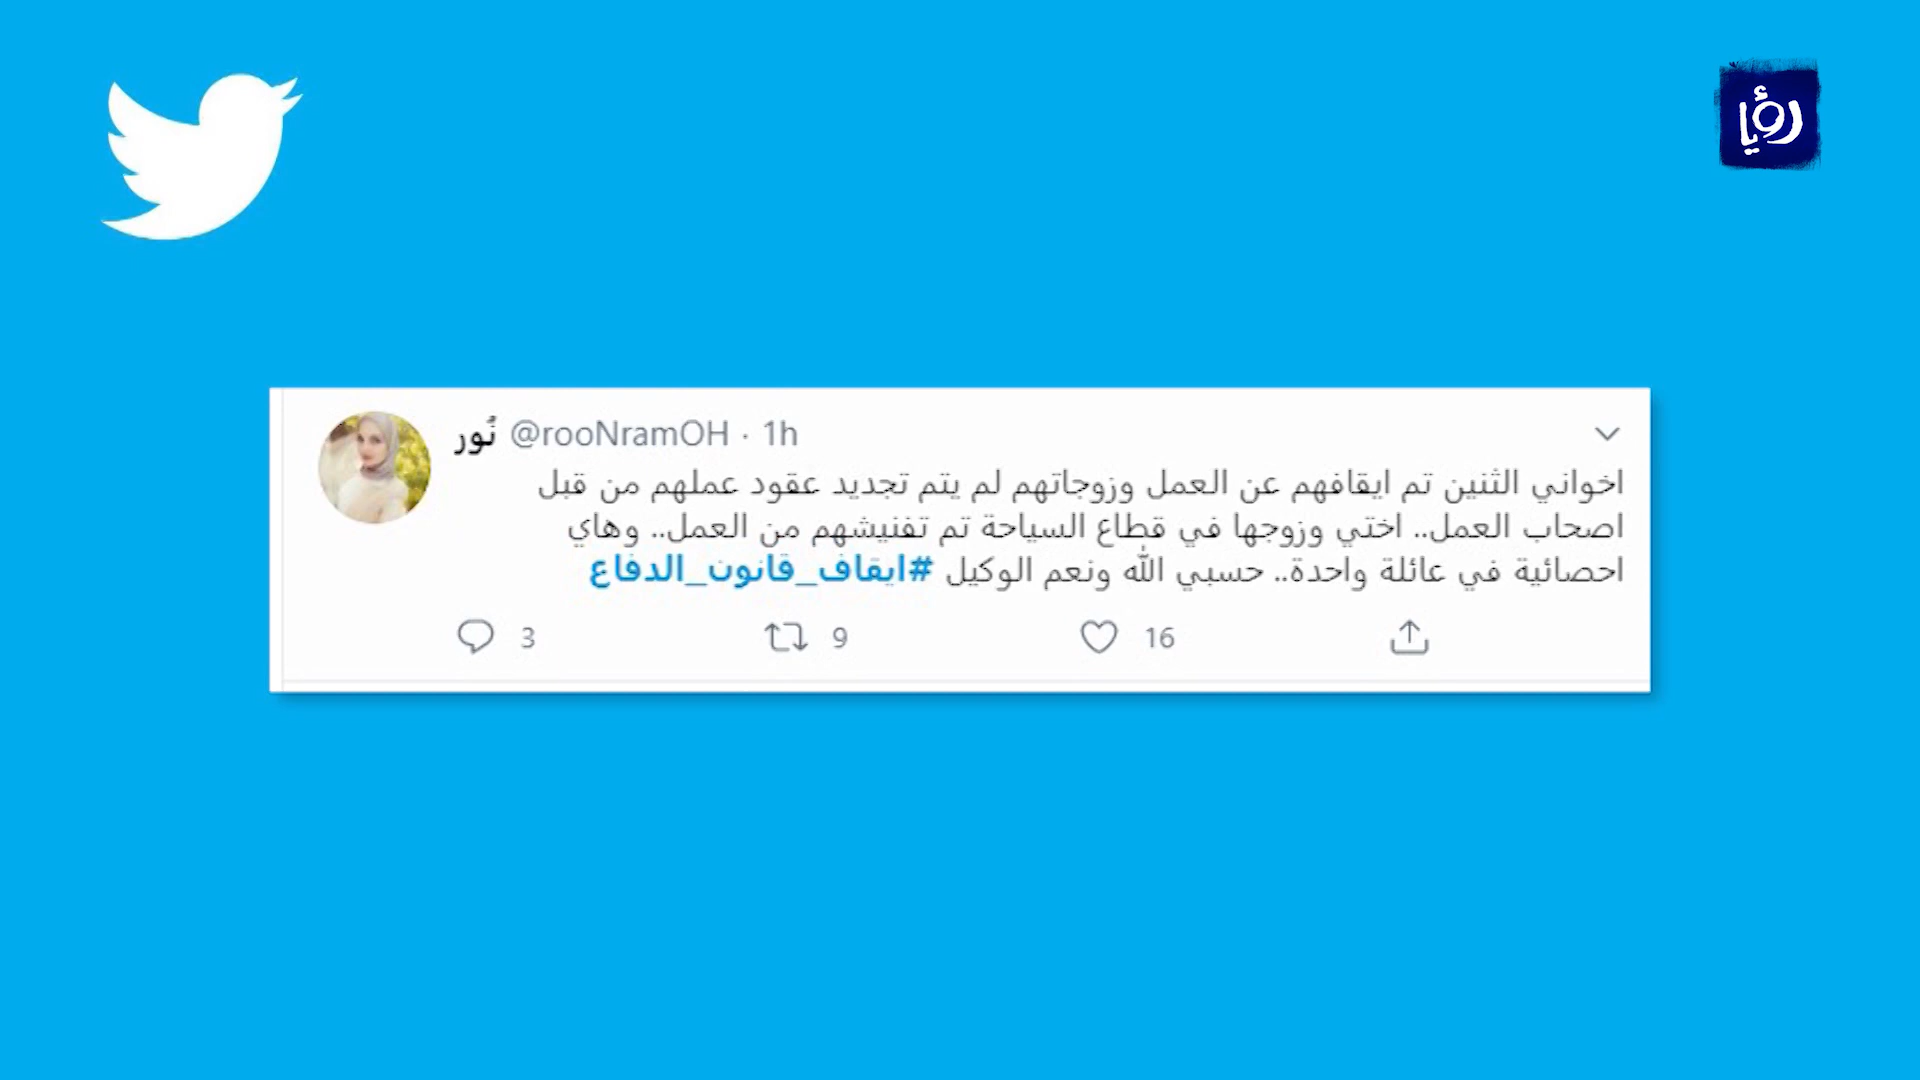 رؤيا
نُور @rooNramOH · 1h
اخواني الثنين تم ايقافهم عن العمل وزوجاتهم لم يتم تجديد عقود عملهم من قبل
اصحاب العمل.. اختي وزوجها في قطاع السياحة تم تفنيشهم من العمل.. وهاي
احصائية في عائلة واحدة.. حسبي الله ونعم الوكيل #ايقاف_قانون_الدفاع
3 9 16